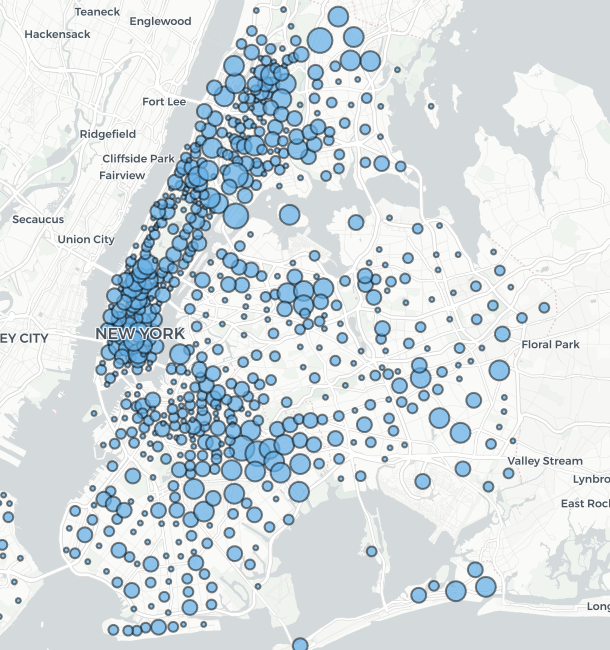 Teaneck
Englewood
Hackensack
Fort Lee
Ridgefield
Cliffside Park
Fairview
Secaucus
Union City
EY CITY
NEW YORK
Floral Park
Valley Stream
Lynbro
East Rock
Long